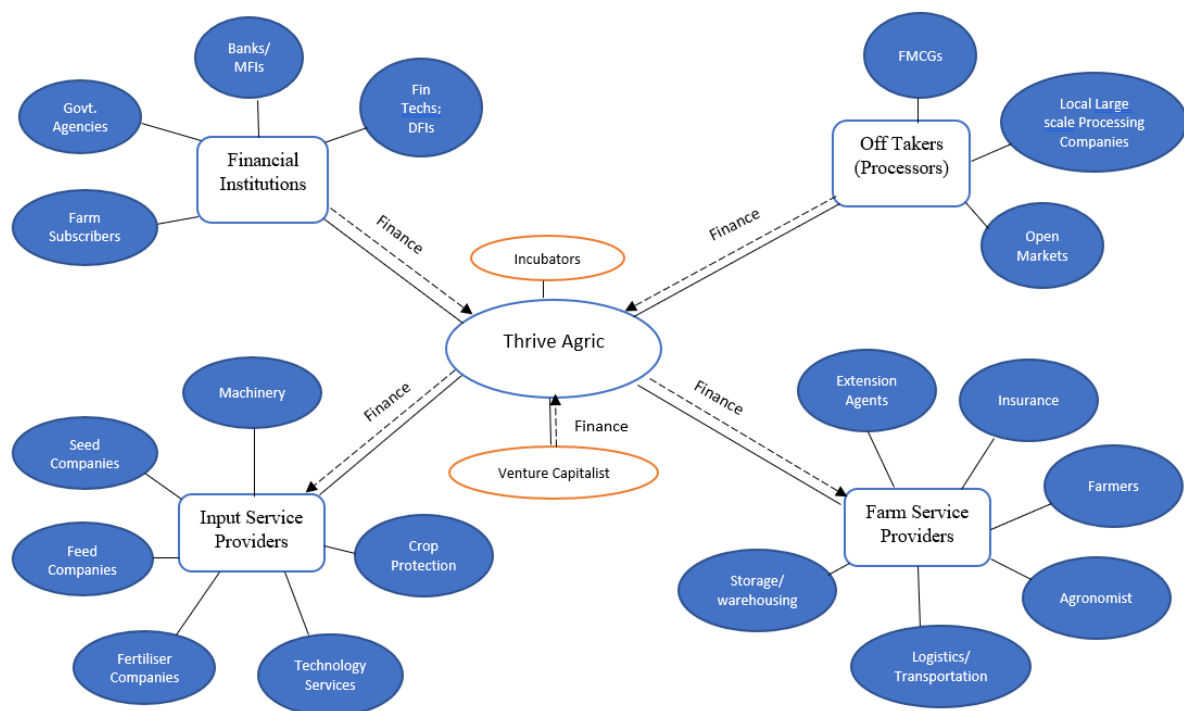 Banks/
MFIs
Fin
Techs;
DFIs
Govt.
Agencies
Financial
Institutions
Farm
Subscribers
FMCGs
Local Large
scale Processing
Companies
Off Takers
(Processors)
Open
Markets
Finance
Finance
Incubators
Thrive Agric
Finance
Finance
Finance
Venture Capitalist
Machinery
Seed
Companies
Input Service
Providers
Feed
Companies
Crop
Protection
Fertiliser
Companies
Technology
Services
Extension
Agents
Insurance
Farmers
Farm Service
Providers
Storage/
warehousing
Agronomist
Logistics/
Transportation